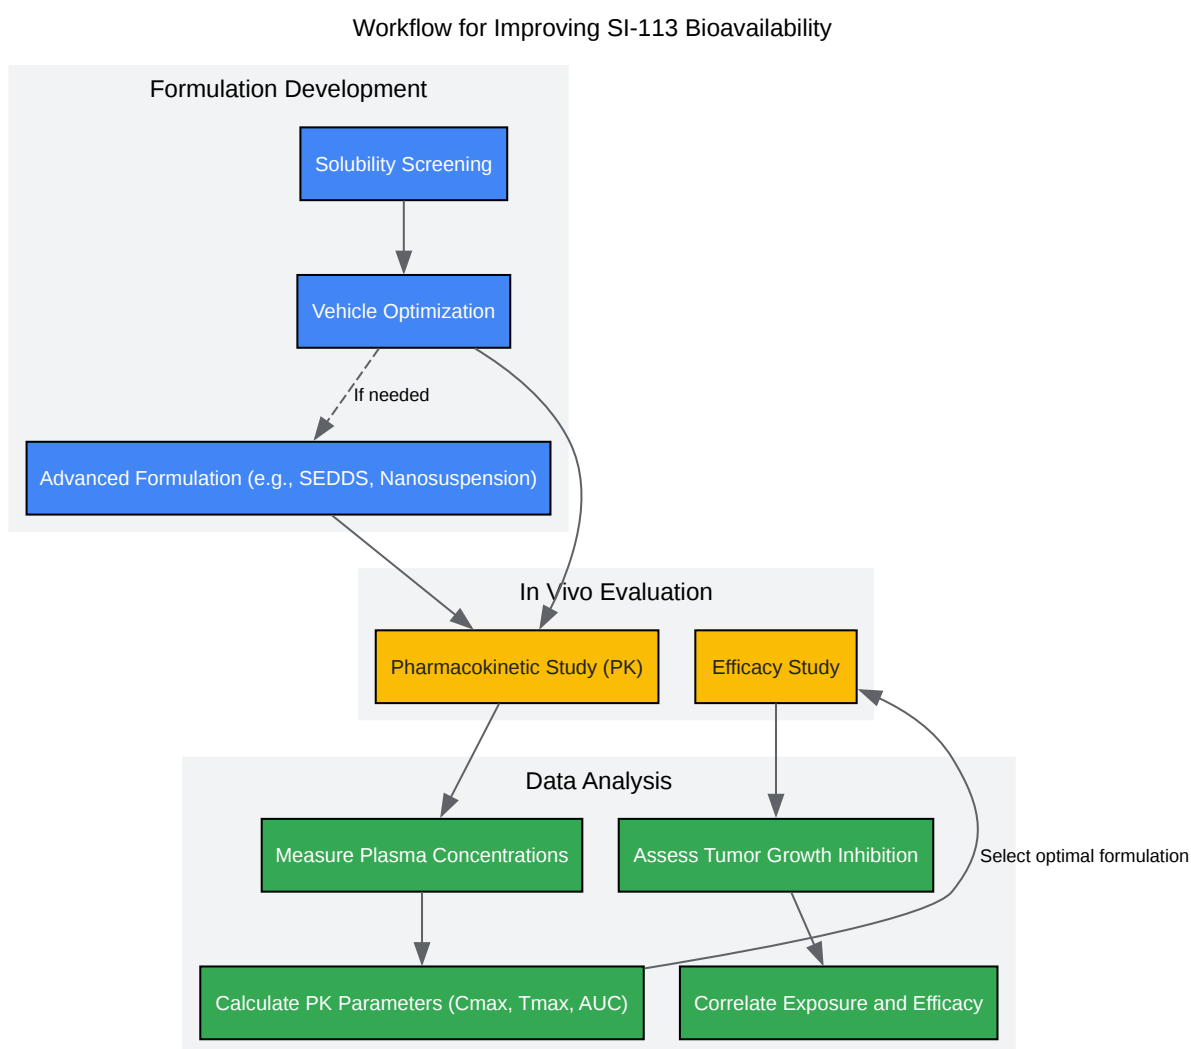 Workflow for Improving SI-113 Bioavailability
Formulation Development
Solubility Screening
Vehicle Optimization
If needed
Advanced Formulation (e.g., SEDDS, Nanosuspension)
In Vivo Evaluation
Pharmacokinetic Study (PK)
Efficacy Study
Data Analysis
Measure Plasma Concentrations
Assess Tumor Growth Inhibition
Select optimal formulation
Calculate PK Parameters (Cmax, Tmax, AUC)
Correlate Exposure and Efficacy